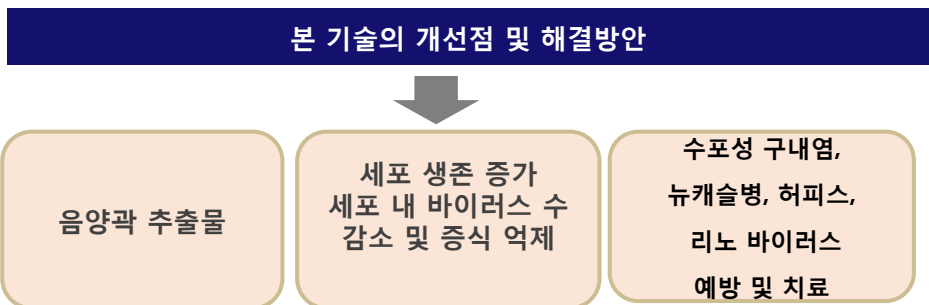 본 기술의 개선점 및 해결방안
음양곽 추출물
세포 생존 증가
세포 내 바이러스 수
감소 및 증식 억제
수포성 구내염,
뉴캐슬병, 허피스,
리노 바이러스
예방 및 치료